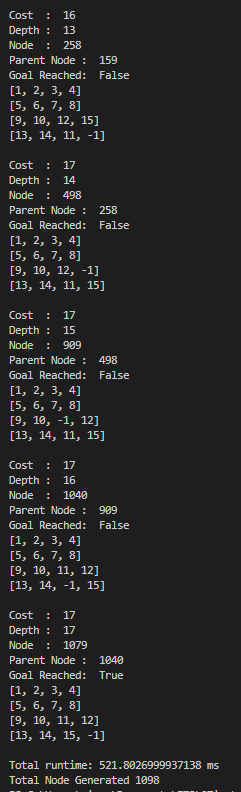 Cost  :  16
Depth :  13
Node  :  258
Parent Node :  159
Goal Reached:  False
[1, 2, 3, 4]
[5, 6, 7, 8]
[9, 10, 12, 15]
[13, 14, 11, -1]
Cost  :  17
Depth :  14
Node  :  498
Parent Node :  258
Goal Reached:  False
[1, 2, 3, 4]
[5, 6, 7, 8]
[9, 10, 12, -1]
[13, 14, 11, 15]
Cost  :  17
Depth :  15
Node  :  909
Parent Node :  498
Goal Reached:  False
[1, 2, 3, 4]
[5, 6, 7, 8]
[9, 10, -1, 12]
[13, 14, 11, 15]
Cost  :  17
Depth :  16
Node  :  1040
Parent Node :  909
Goal Reached:  False
[1, 2, 3, 4]
[5, 6, 7, 8]
[9, 10, 11, 12]
[13, 14, -1, 15]
Cost  :  17
Depth :  17
Node  :  1079
Parent Node :  1040
Goal Reached:  True
[1, 2, 3, 4]
[5, 6, 7, 8]
[9, 10, 11, 12]
[13, 14, 15, -1]
Total runtime: 521.8026999937138 ms
Total Node Generated 1098